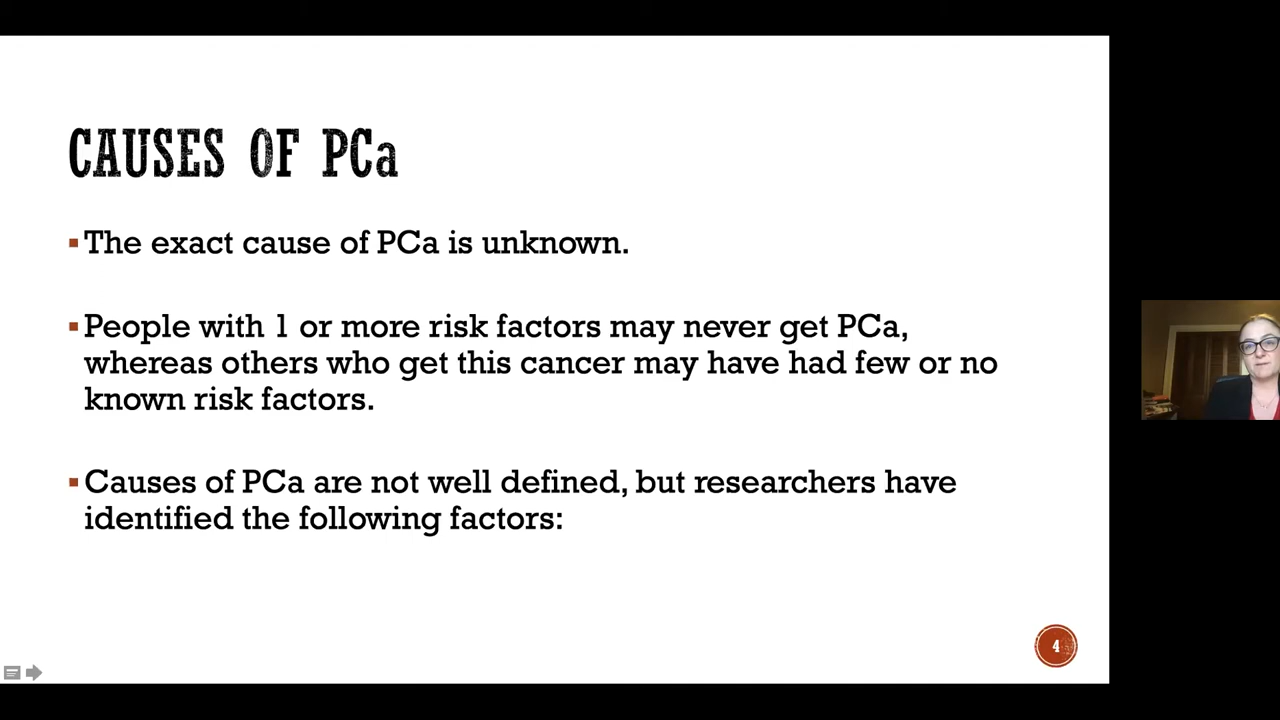 CAUSES OF PCa
▪The exact cause of PCa is unknown.
▪People with 1 or more risk factors may never get PCa,
whereas others who get this cancer may have had few or no
known risk factors.
▪Causes of PCa are not well defined, but researchers have
identified the following factors:
4